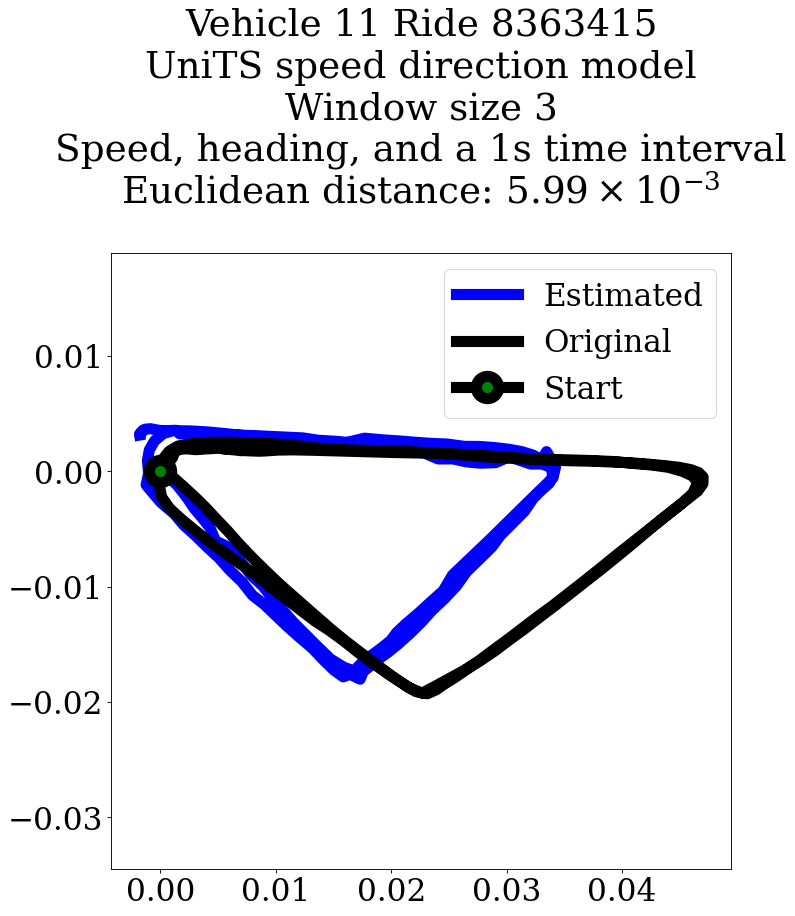 Vehicle 11 Ride 8363415
UniTS speed direction model
Window size 3
Speed, heading, and a 1s time interval
Euclidean distance: 5.99 × 10⁻³
Estimated
Original
Start
0.01
0.00
−0.01
−0.02
−0.03
0.00 0.01 0.02 0.03 0.04